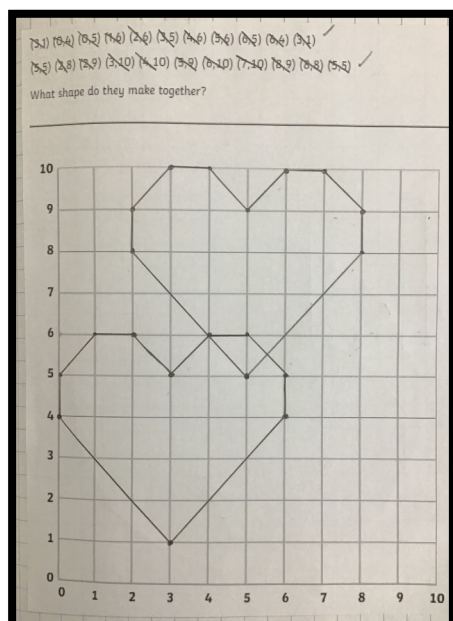 (3,1) (0,4) (0,5) (1,6) (2,6) (3,5) (4,6) (5,6) (6,5) (6,4) (3,1)
(5,5) (2,8) (2,9) (3,10) (4,10) (5,9) (6,10) (7,10) (8,9) (8,8) (5,5)
What shape do they make together?
10
9
8
7
6
5
4
3
2
1
0
0 1 2 3 4 5 6 7 8 9 10